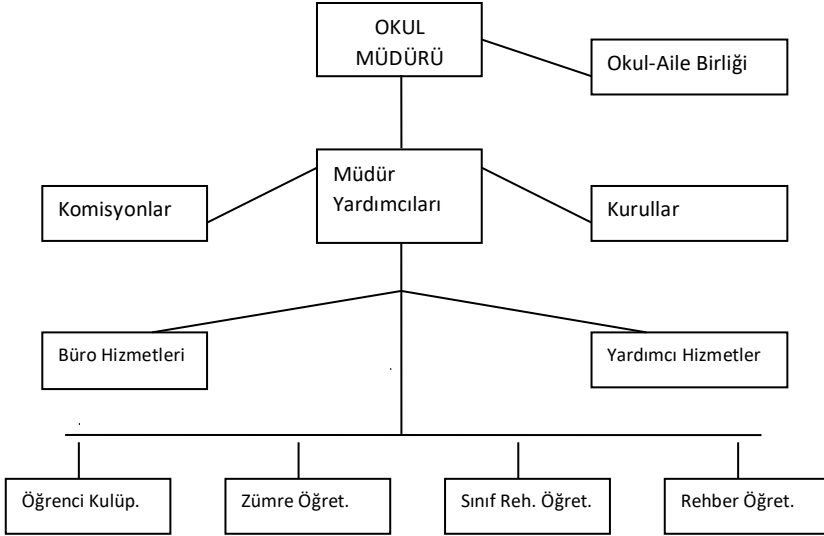 OKUL
MÜDÜRÜ
Okul-Aile Birliği
Müdür
Yardımcıları
Komisyonlar
Kurullar
Büro Hizmetleri
Yardımcı Hizmetler
Öğrenci Kulüp.
Zümre Öğret.
Sınıf Reh. Öğret.
Rehber Öğret.